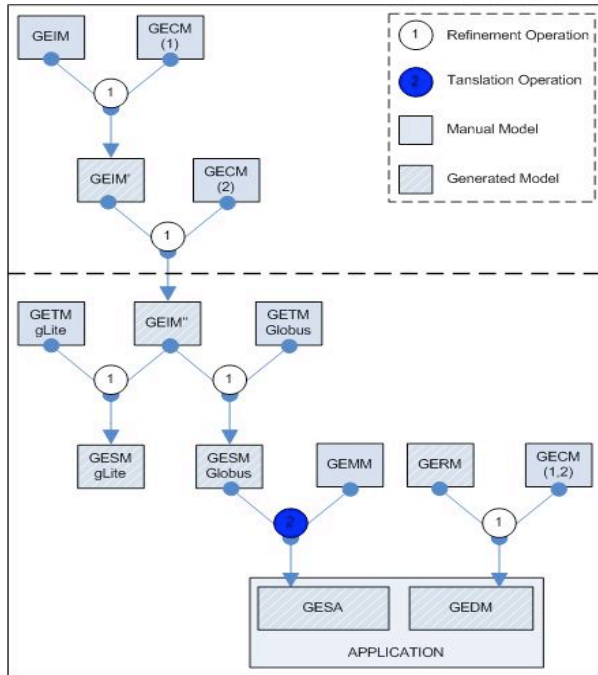 GEIM
GECM
(1)
1
Refinement Operation
1
2
Tanslation Operation
Manual Model
Generated Model
GEIM'
GECM
(2)
1
GETM
gLite
GEIM''
GETM
Globus
1
1
GESM
gLite
GESM
Globus
GEMM
GERM
GECM
(1,2)
2
1
GESA
GEDM
APPLICATION